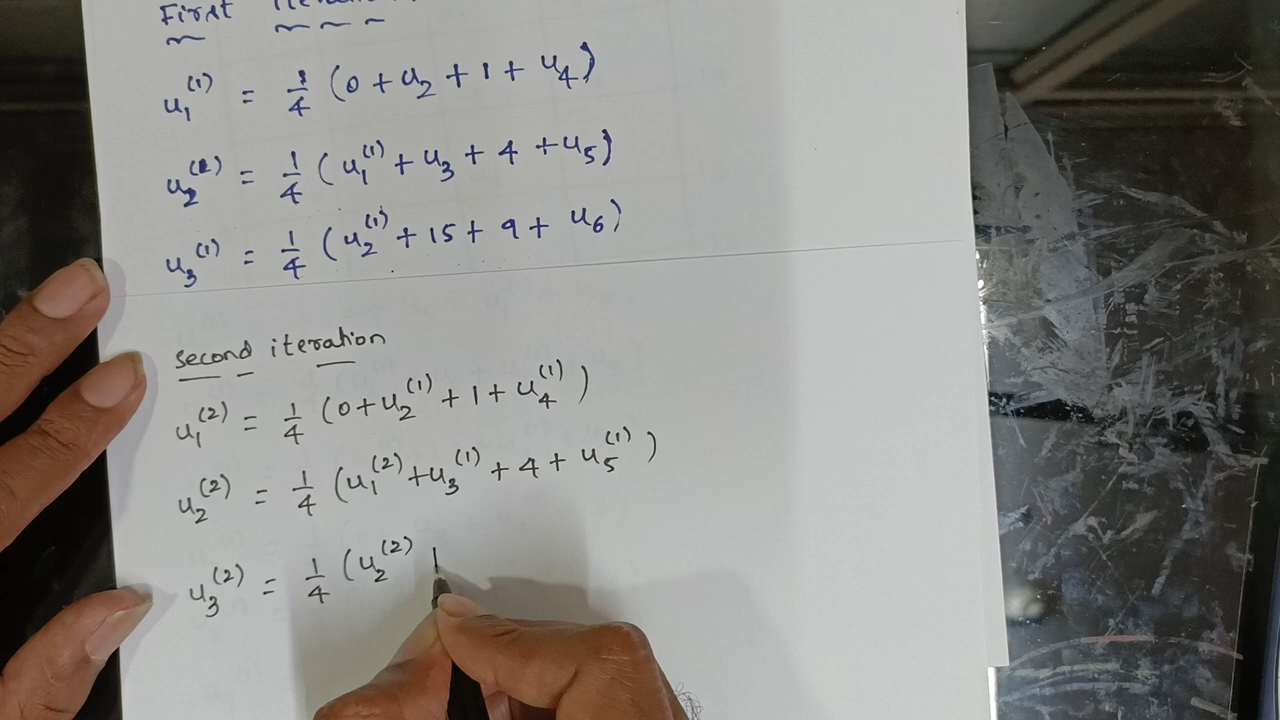 First
u₁⁽¹⁾ = 1/4 (0 + u₂ + 1 + u₄)
u₂⁽¹⁾ = 1/4 (u₁⁽¹⁾ + u₃ + 4 + u₅)
u₃⁽¹⁾ = 1/4 (u₂⁽¹⁾ + 15 + 9 + u₆)
Second iteration
u₁⁽²⁾ = 1/4 (0 + u₂⁽¹⁾ + 1 + u₄⁽¹⁾)
u₂⁽²⁾ = 1/4 (u₁⁽²⁾ + u₃⁽¹⁾ + 4 + u₅⁽¹⁾)
u₃⁽²⁾ = 1/4 (u₂⁽²⁾